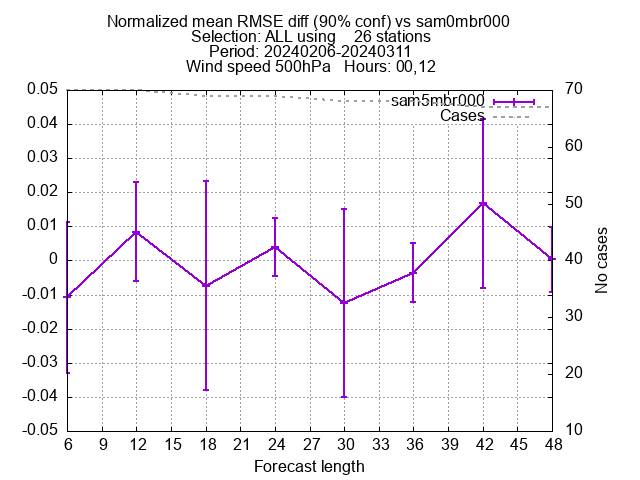 Normalized mean RMSE diff (90% conf) vs sam0mbr000
Selection: ALL using    26 stations
Period: 20240206-20240311
Wind speed 500hPa   Hours: 00,12
0.05
0.04
0.03
0.02
0.01
0
-0.01
-0.02
-0.03
-0.04
-0.05
sam5mbr000
Cases
70
60
50
40
30
20
10
No cases
6 9 12 15 18 21 24 27 30 33 36 39 42 45 48
Forecast length